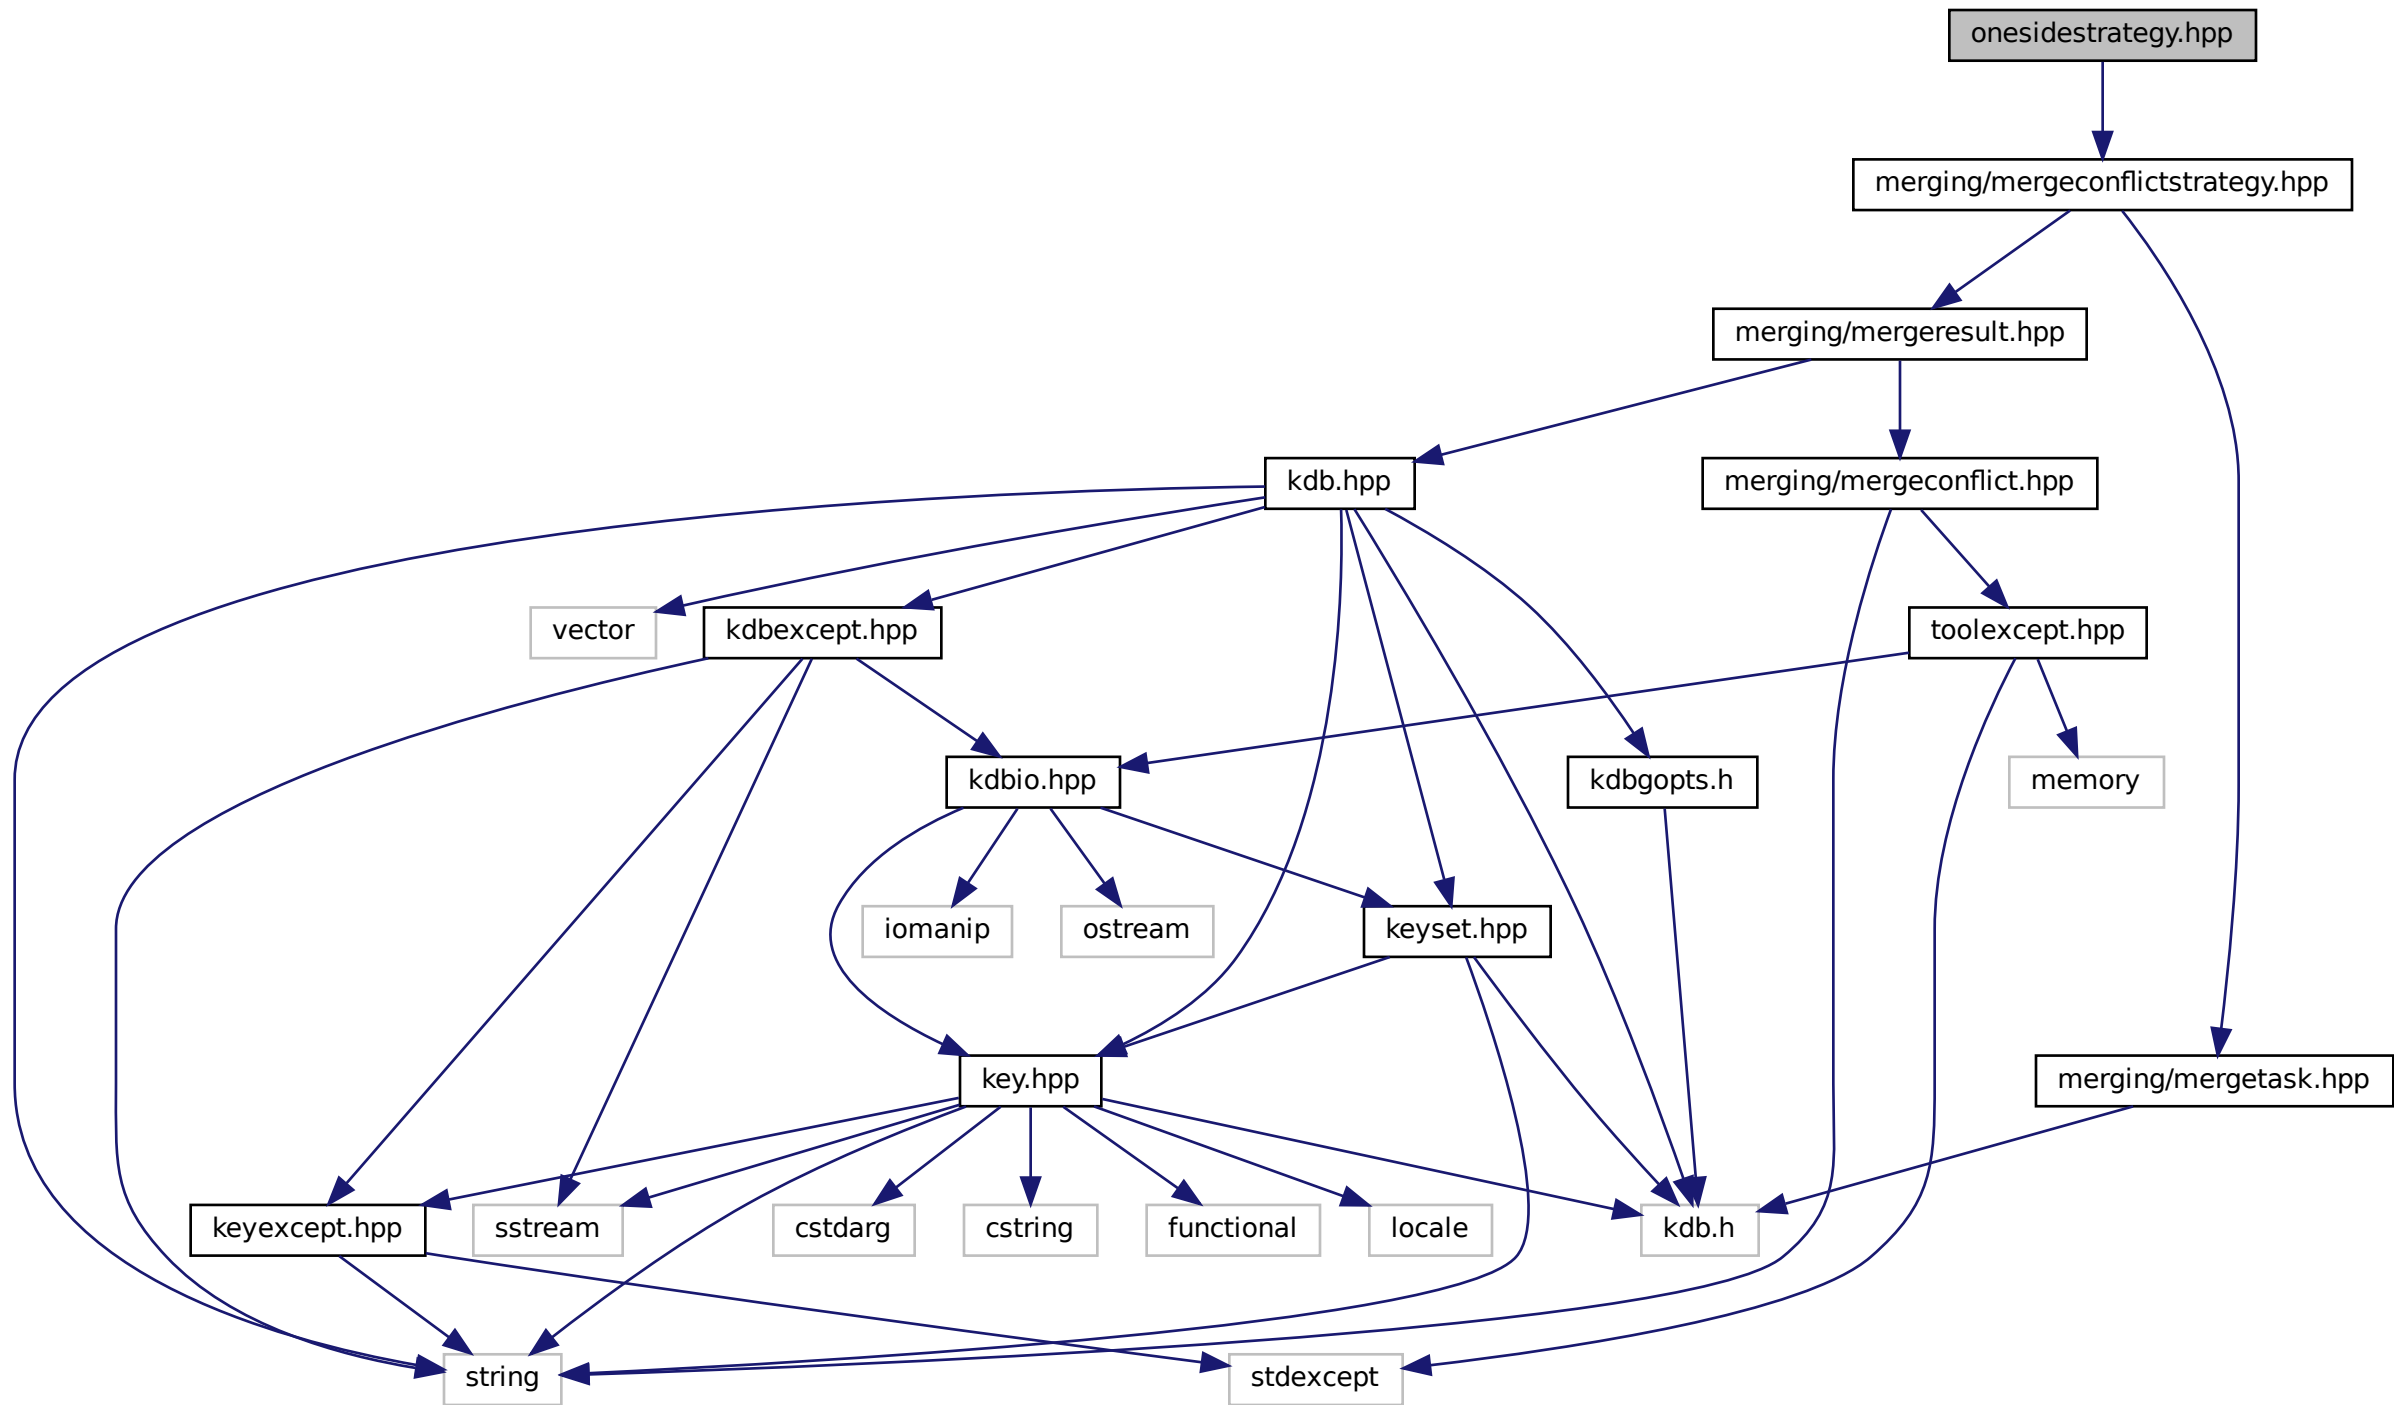 onesidestrategy.hpp
merging/mergeconflictstrategy.hpp
merging/mergeresult.hpp
kdb.hpp
merging/mergeconflict.hpp
vector
kdbexcept.hpp
toolexcept.hpp
kdbio.hpp
kdbgopts.h
memory
iomanip
ostream
keyset.hpp
key.hpp
merging/mergetask.hpp
keyexcept.hpp
sstream
cstdarg
cstring
functional
locale
kdb.h
string
stdexcept